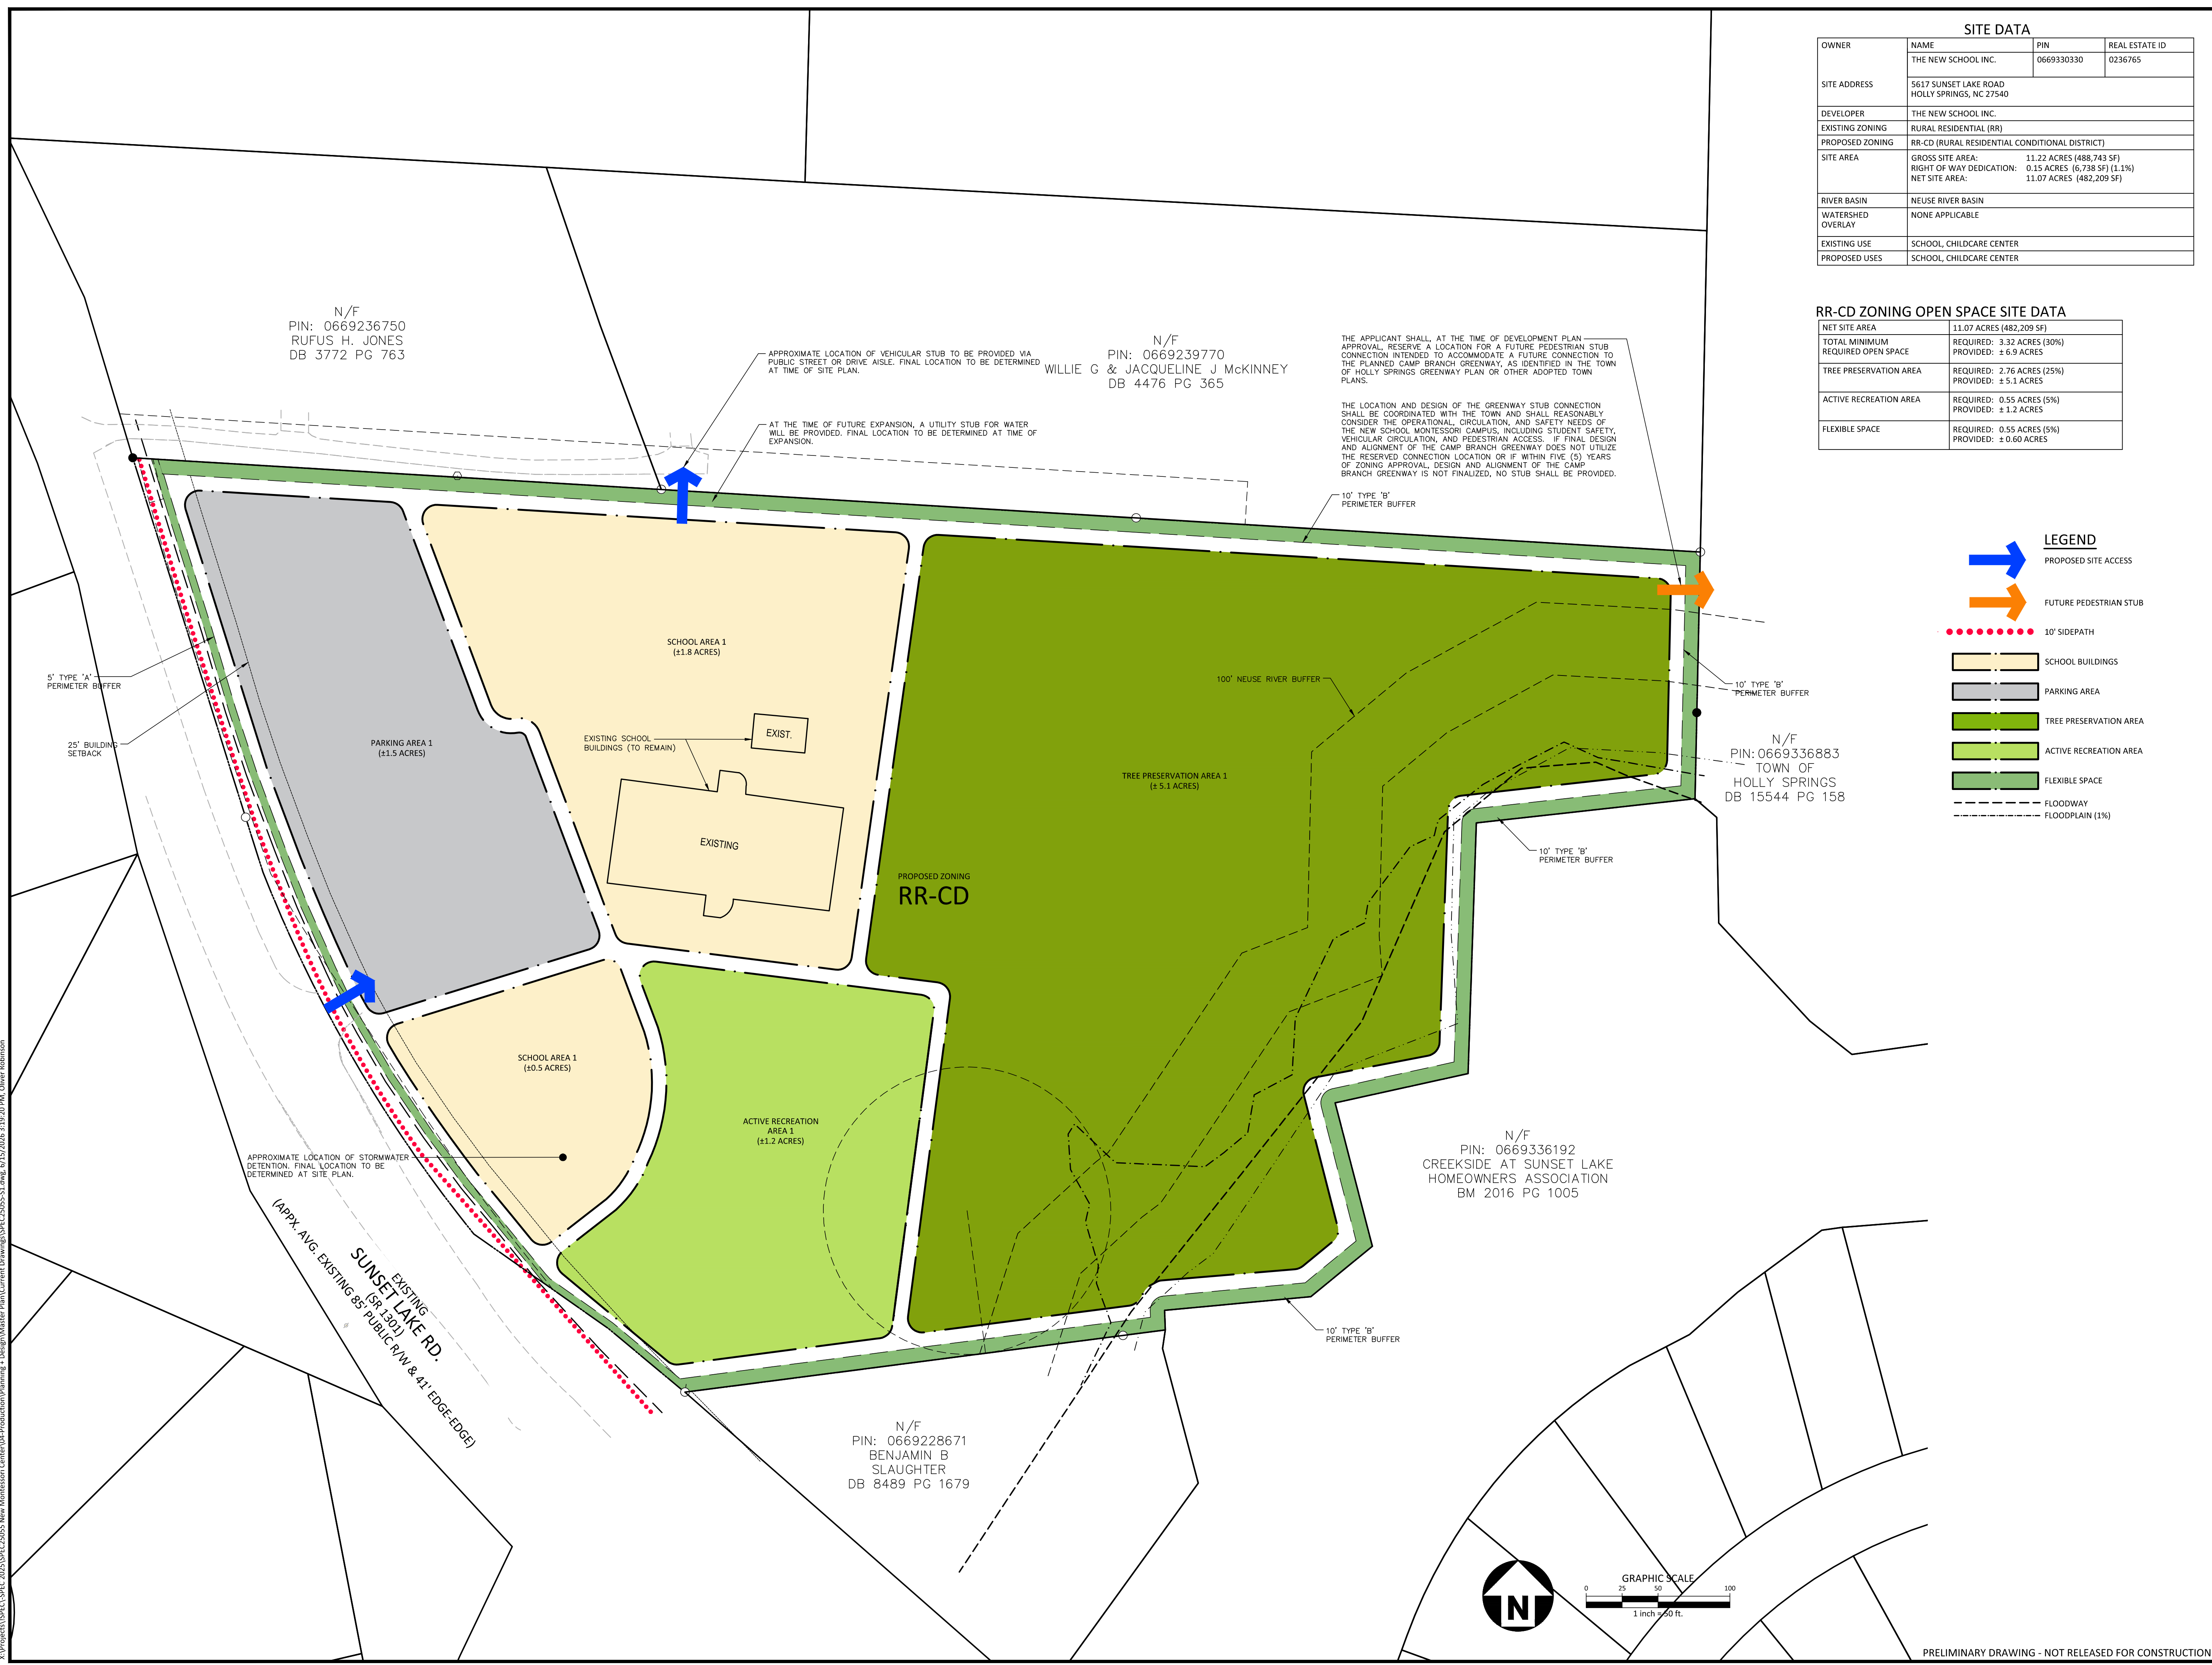 SITE DATA
OWNER NAME PIN REAL ESTATE ID
THE NEW SCHOOL INC. 0669330330 0236765
SITE ADDRESS 5617 SUNSET LAKE ROAD
HOLLY SPRINGS, NC 27540
DEVELOPER THE NEW SCHOOL INC.
EXISTING ZONING RURAL RESIDENTIAL (RR)
PROPOSED ZONING RR-CD (RURAL RESIDENTIAL CONDITIONAL DISTRICT)
SITE AREA GROSS SITE AREA: 11.22 ACRES (488,743 SF)
RIGHT OF WAY DEDICATION: 0.15 ACRES (6,738 SF) (1.1%)
NET SITE AREA: 11.07 ACRES (482,209 SF)
RIVER BASIN NEUSE RIVER BASIN
WATERSHED OVERLAY NONE APPLICABLE
EXISTING USE SCHOOL, CHILDCARE CENTER
PROPOSED USES SCHOOL, CHILDCARE CENTER
RR-CD ZONING OPEN SPACE SITE DATA
NET SITE AREA 11.07 ACRES (482,209 SF)
TOTAL MINIMUM REQUIRED OPEN SPACE REQUIRED: 3.32 ACRES (30%)
PROVIDED: ± 6.9 ACRES
TREE PRESERVATION AREA REQUIRED: 2.76 ACRES (25%)
PROVIDED: ± 5.1 ACRES
ACTIVE RECREATION AREA REQUIRED: 0.55 ACRES (5%)
PROVIDED: ± 1.2 ACRES
FLEXIBLE SPACE REQUIRED: 0.55 ACRES (5%)
PROVIDED: ± 0.60 ACRES
LEGEND
PROPOSED SITE ACCESS
FUTURE PEDESTRIAN STUB
10' SIDEPATH
SCHOOL BUILDINGS
PARKING AREA
TREE PRESERVATION AREA
ACTIVE RECREATION AREA
FLEXIBLE SPACE
FLOODWAY
FLOODPLAIN (1%)
N/F
PIN: 0669236750
RUFUS H. JONES
DB 3772 PG 763
APPROXIMATE LOCATION OF VEHICULAR STUB TO BE PROVIDED VIA
PUBLIC STREET OR DRIVE AISLE. FINAL LOCATION TO BE DETERMINED
AT TIME OF SITE PLAN.
AT THE TIME OF FUTURE EXPANSION, A UTILITY STUB FOR WATER
WILL BE PROVIDED. FINAL LOCATION TO BE DETERMINED AT TIME OF
EXPANSION.
N/F
PIN: 0669239770
WILLIE G & JACQUELINE J McKINNEY
DB 4476 PG 365
THE APPLICANT SHALL, AT THE TIME OF DEVELOPMENT PLAN
APPROVAL, RESERVE A LOCATION FOR A FUTURE PEDESTRIAN STUB
CONNECTION INTENDED TO ACCOMMODATE A FUTURE CONNECTION TO
THE PLANNED CAMP BRANCH GREENWAY, AS IDENTIFIED IN THE TOWN
OF HOLLY SPRINGS GREENWAY PLAN OR OTHER ADOPTED TOWN
PLANS.
THE LOCATION AND DESIGN OF THE GREENWAY STUB CONNECTION
SHALL BE COORDINATED WITH THE TOWN AND SHALL REASONABLY
CONSIDER THE OPERATIONAL, CIRCULATION, AND SAFETY NEEDS OF
THE NEW SCHOOL MONTESSORI CAMPUS, INCLUDING STUDENT SAFETY,
VEHICULAR CIRCULATION, AND PEDESTRIAN ACCESS. IF FINAL DESIGN
AND ALIGNMENT OF THE CAMP BRANCH GREENWAY DOES NOT UTILIZE
THE RESERVED CONNECTION LOCATION OR IF WITHIN FIVE (5) YEARS
OF ZONING APPROVAL, DESIGN AND ALIGNMENT OF THE CAMP
BRANCH GREENWAY IS NOT FINALIZED, NO STUB SHALL BE PROVIDED.
10' TYPE 'B'
PERIMETER BUFFER
SCHOOL AREA 1
(±1.8 ACRES)
5' TYPE 'A'
PERIMETER BUFFER
25' BUILDING
SETBACK
PARKING AREA 1
(±1.5 ACRES)
EXISTING SCHOOL
BUILDINGS (TO REMAIN)
EXIST.
EXISTING
100' NEUSE RIVER BUFFER
TREE PRESERVATION AREA 1
(± 5.1 ACRES)
PROPOSED ZONING
RR-CD
10' TYPE 'B'
PERIMETER BUFFER
N/F
PIN:0669336883
TOWN OF
HOLLY SPRINGS
DB 15544 PG 158
10' TYPE 'B'
PERIMETER BUFFER
SCHOOL AREA 1
(±0.5 ACRES)
ACTIVE RECREATION
AREA 1
(±1.2 ACRES)
APPROXIMATE LOCATION OF STORMWATER
DETENTION. FINAL LOCATION TO BE
DETERMINED AT SITE PLAN.
N/F
PIN: 0669336192
CREEKSIDE AT SUNSET LAKE
HOMEOWNERS ASSOCIATION
BM 2016 PG 1005
10' TYPE 'B'
PERIMETER BUFFER
EXISTING
SUNSET LAKE RD.
(SR 1301)
(APPX. AVG. EXISTING 85' PUBLIC R/W & 41' EDGE-EDGE)
N/F
PIN: 0669228671
BENJAMIN B
SLAUGHTER
DB 8489 PG 1679
N
GRAPHIC SCALE
0 25 50 100
1 inch = 50 ft.
PRELIMINARY DRAWING - NOT RELEASED FOR CONSTRUCTION